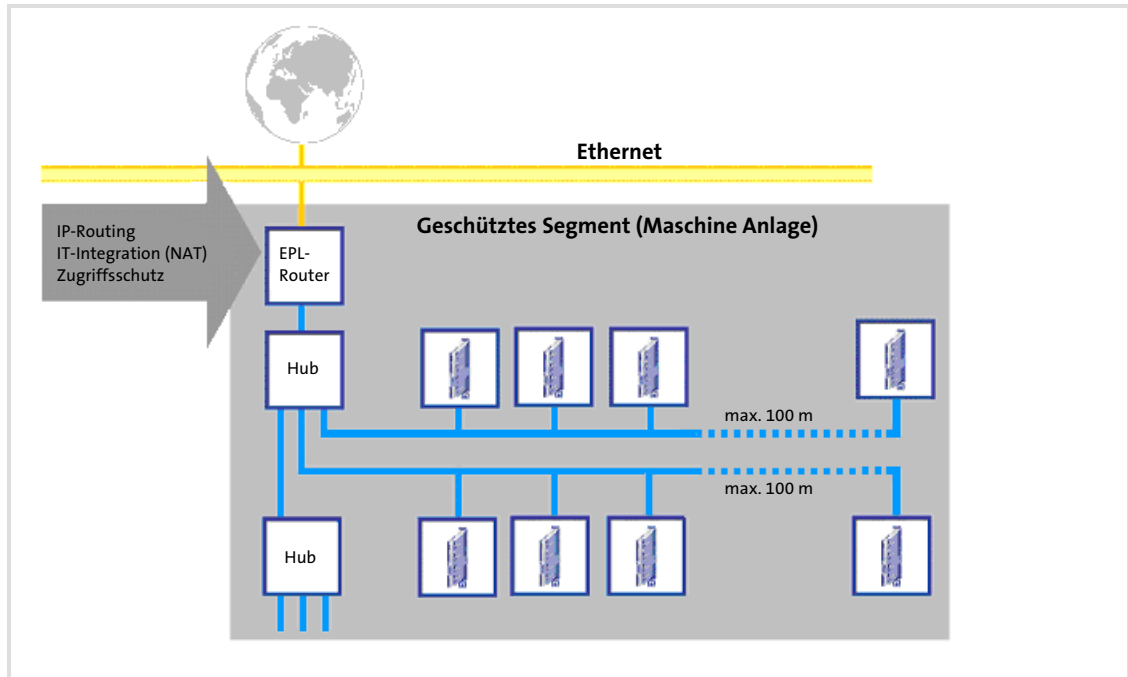 Ethernet
Geschütztes Segment (Maschine Anlage)
IP-Routing
IT-Integration (NAT)
Zugriffsschutz
EPL-
Router
Hub
max. 100 m
max. 100 m
Hub